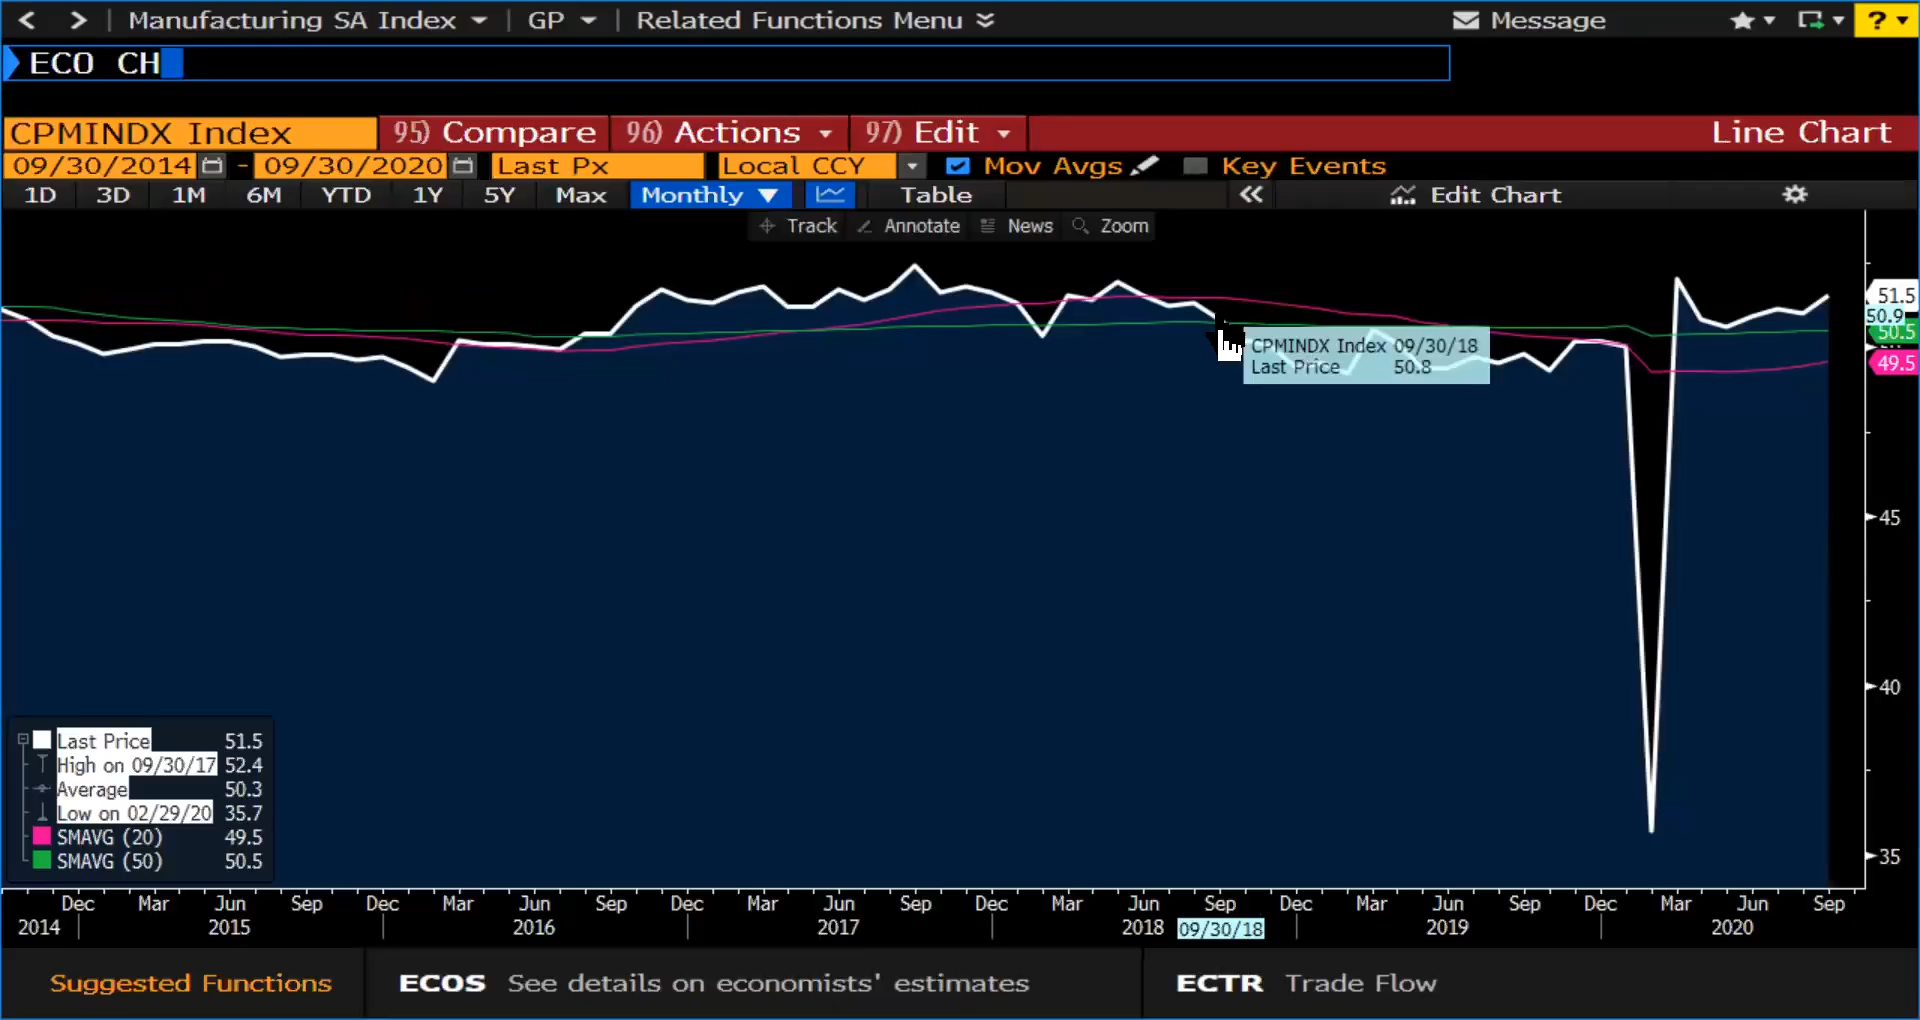 Manufacturing SA Index | GP | Related Functions Menu Message ?
ECO CH
CPMINDX Index 95) Compare 96) Actions 97) Edit Line Chart
09/30/2014 - 09/30/2020 Last Px Local CCY Mov Avgs Key Events
1D 3D 1M 6M YTD 1Y 5Y Max Monthly Table Edit Chart
Track Annotate News Zoom
51.5
50.9
50.5
49.5
CPMINDX Index 09/30/18
Last Price 50.8
45
40
35
Last Price 51.5
High on 09/30/17 52.4
Average 50.3
Low on 02/29/20 35.7
SMAVG (20) 49.5
SMAVG (50) 50.5
Dec Mar Jun Sep Dec Mar Jun Sep Dec Mar Jun Sep Dec Mar Jun Sep Dec Mar Jun Sep Dec Mar Jun Sep
2014 2015 2016 2017 2018 09/30/18 2019 2020
Suggested Functions ECOS See details on economists' estimates ECTR Trade Flow